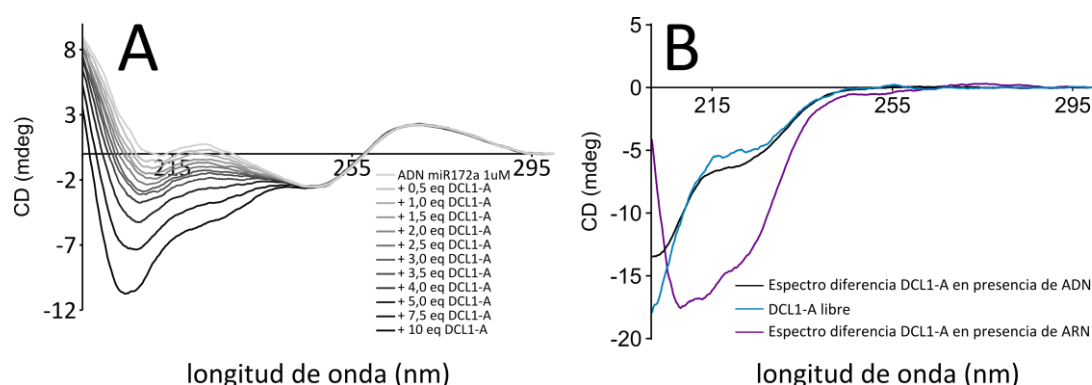 A
8
3
-2
-7
-12
CD (mdeg)
215
255
295
ADN miR172a 1uM
+ 0,5 eq DCL1-A
+ 1,0 eq DCL1-A
+ 1,5 eq DCL1-A
+ 2,0 eq DCL1-A
+ 2,5 eq DCL1-A
+ 3,0 eq DCL1-A
+ 3,5 eq DCL1-A
+ 4,0 eq DCL1-A
+ 5,0 eq DCL1-A
+ 7,5 eq DCL1-A
+ 10 eq DCL1-A
longitud de onda (nm)
B
5
0
-5
-10
-15
-20
CD (mdeg)
215
255
295
Espectro diferencia DCL1-A en presencia de ADN
DCL1-A libre
Espectro diferencia DCL1-A en presencia de ARN
longitud de onda (nm)